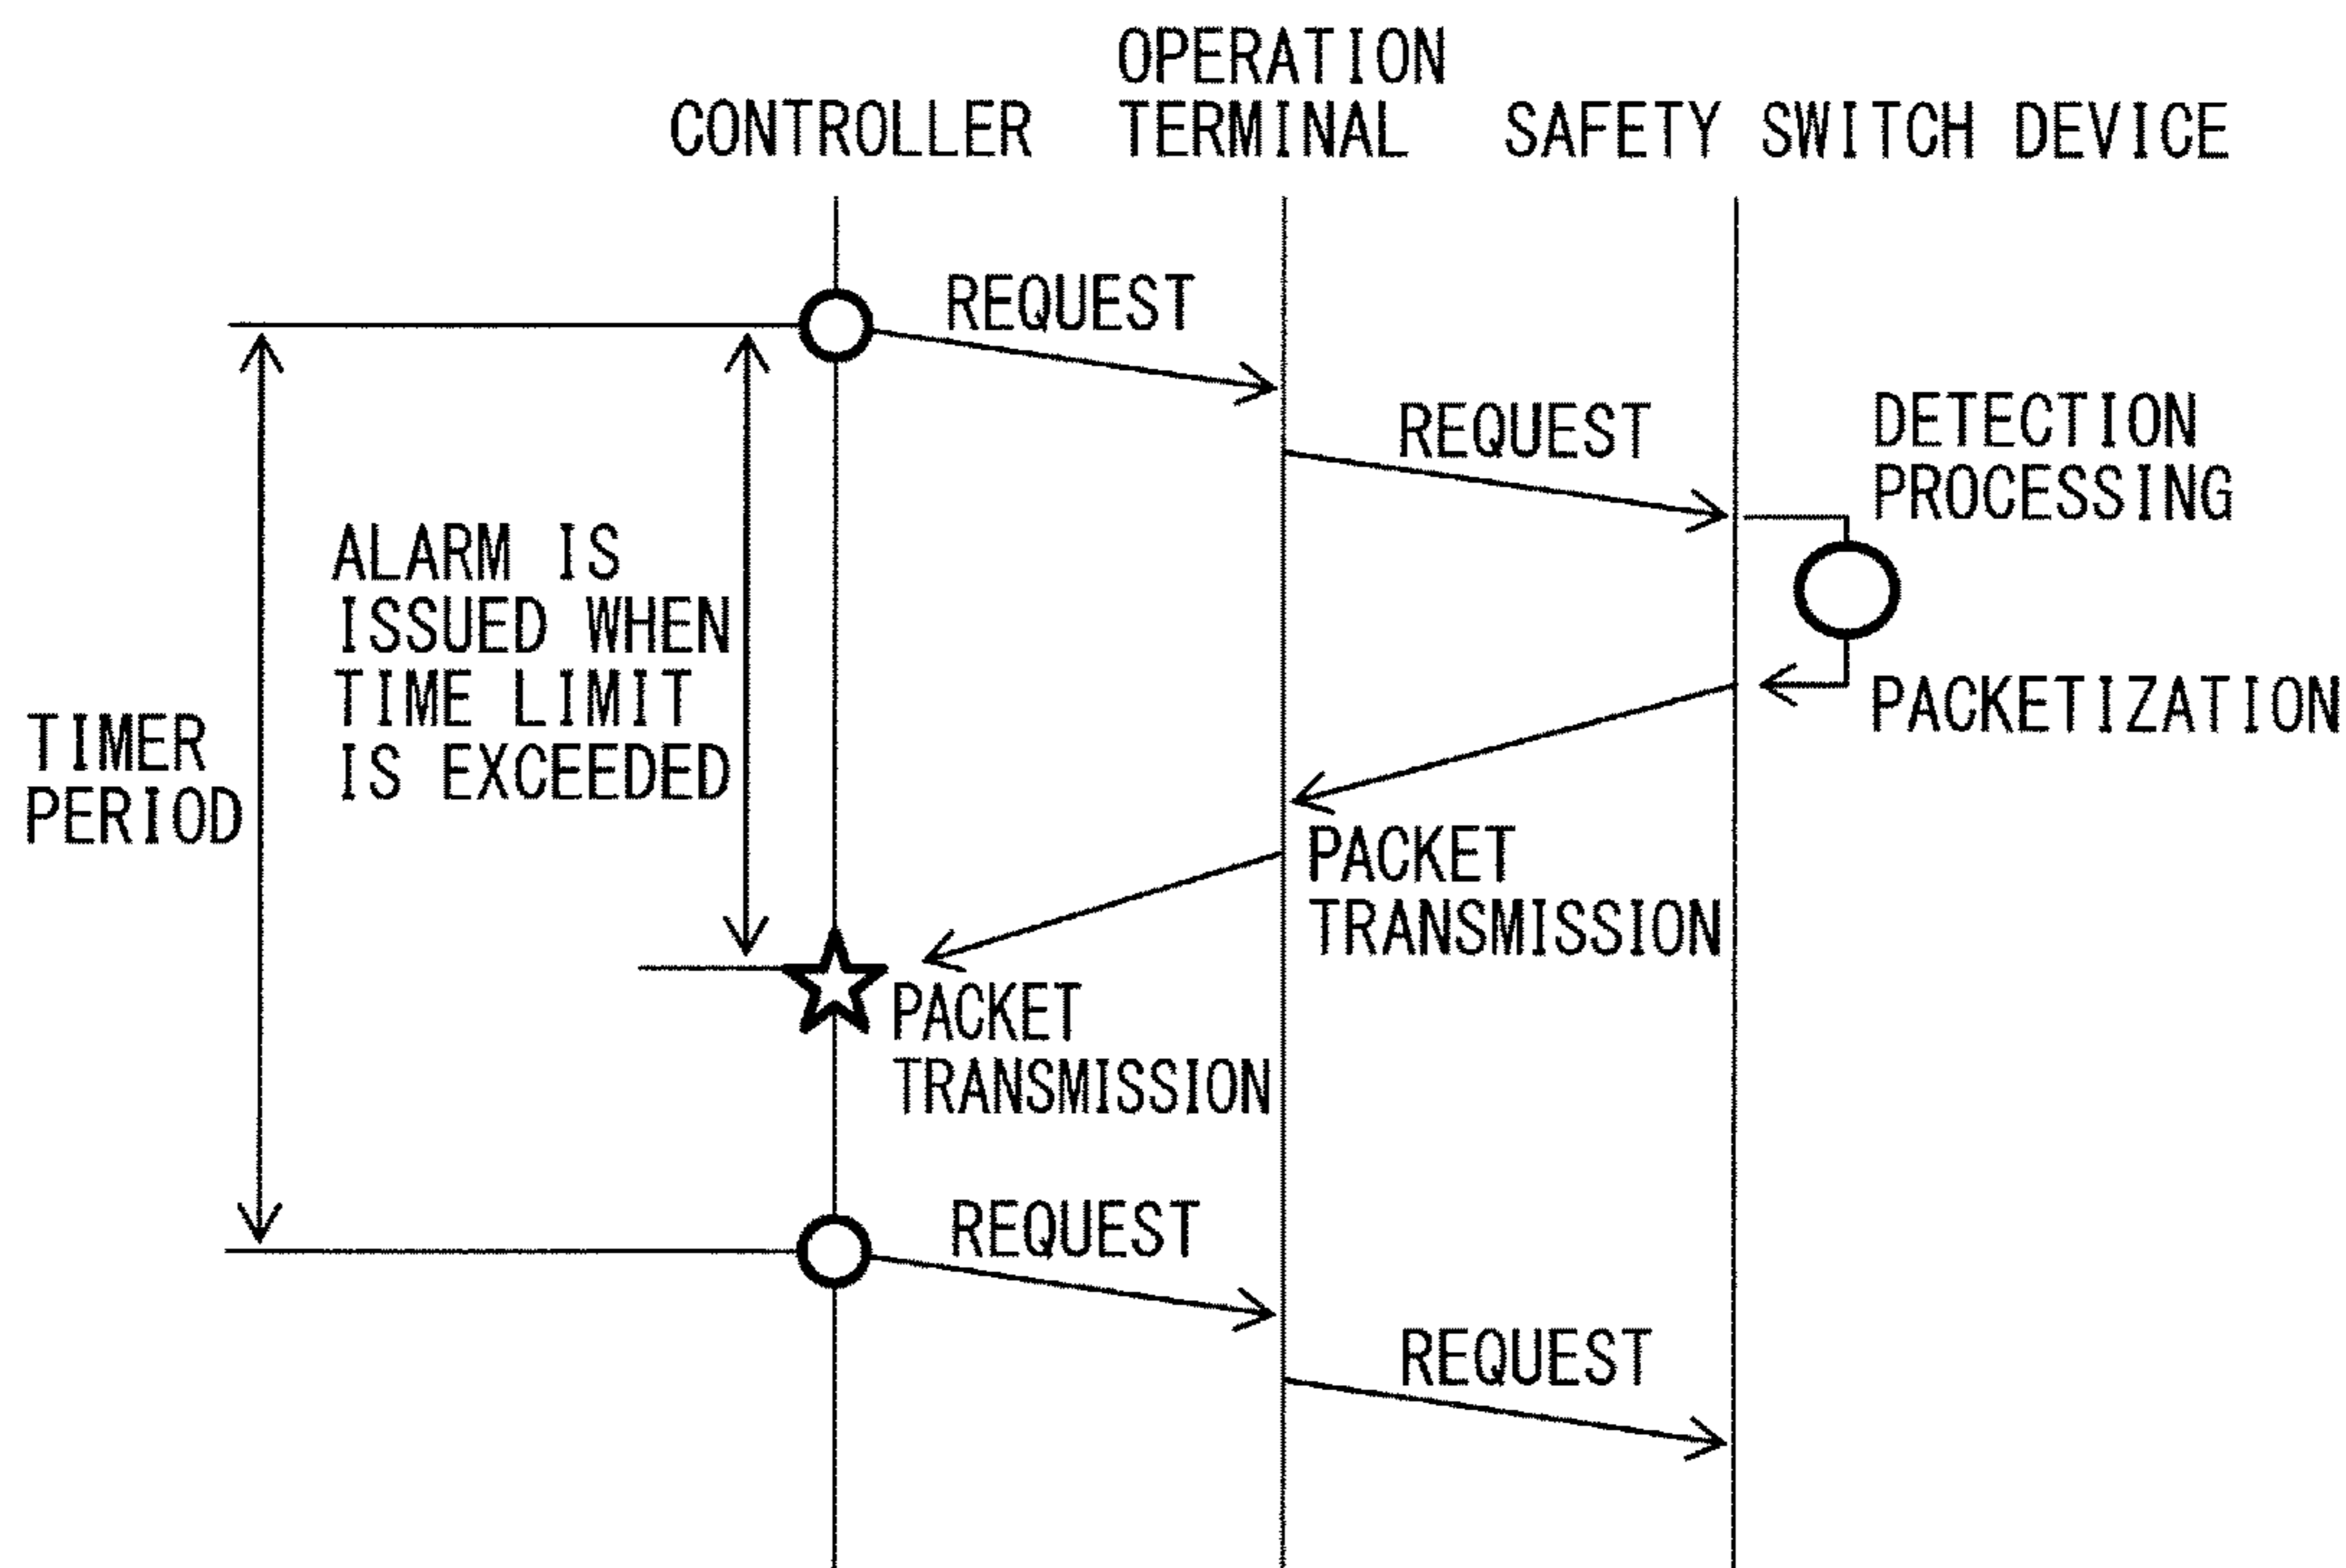 OPERATION
CONTROLLER TERMINAL SAFETY SWITCH DEVICE
REQUEST
REQUEST
DETECTION
PROCESSING
ALARM IS
ISSUED WHEN
TIME LIMIT
IS EXCEEDED
PACKETIZATION
TIMER
PERIOD
PACKET
TRANSMISSION
PACKET
TRANSMISSION
REQUEST
REQUEST